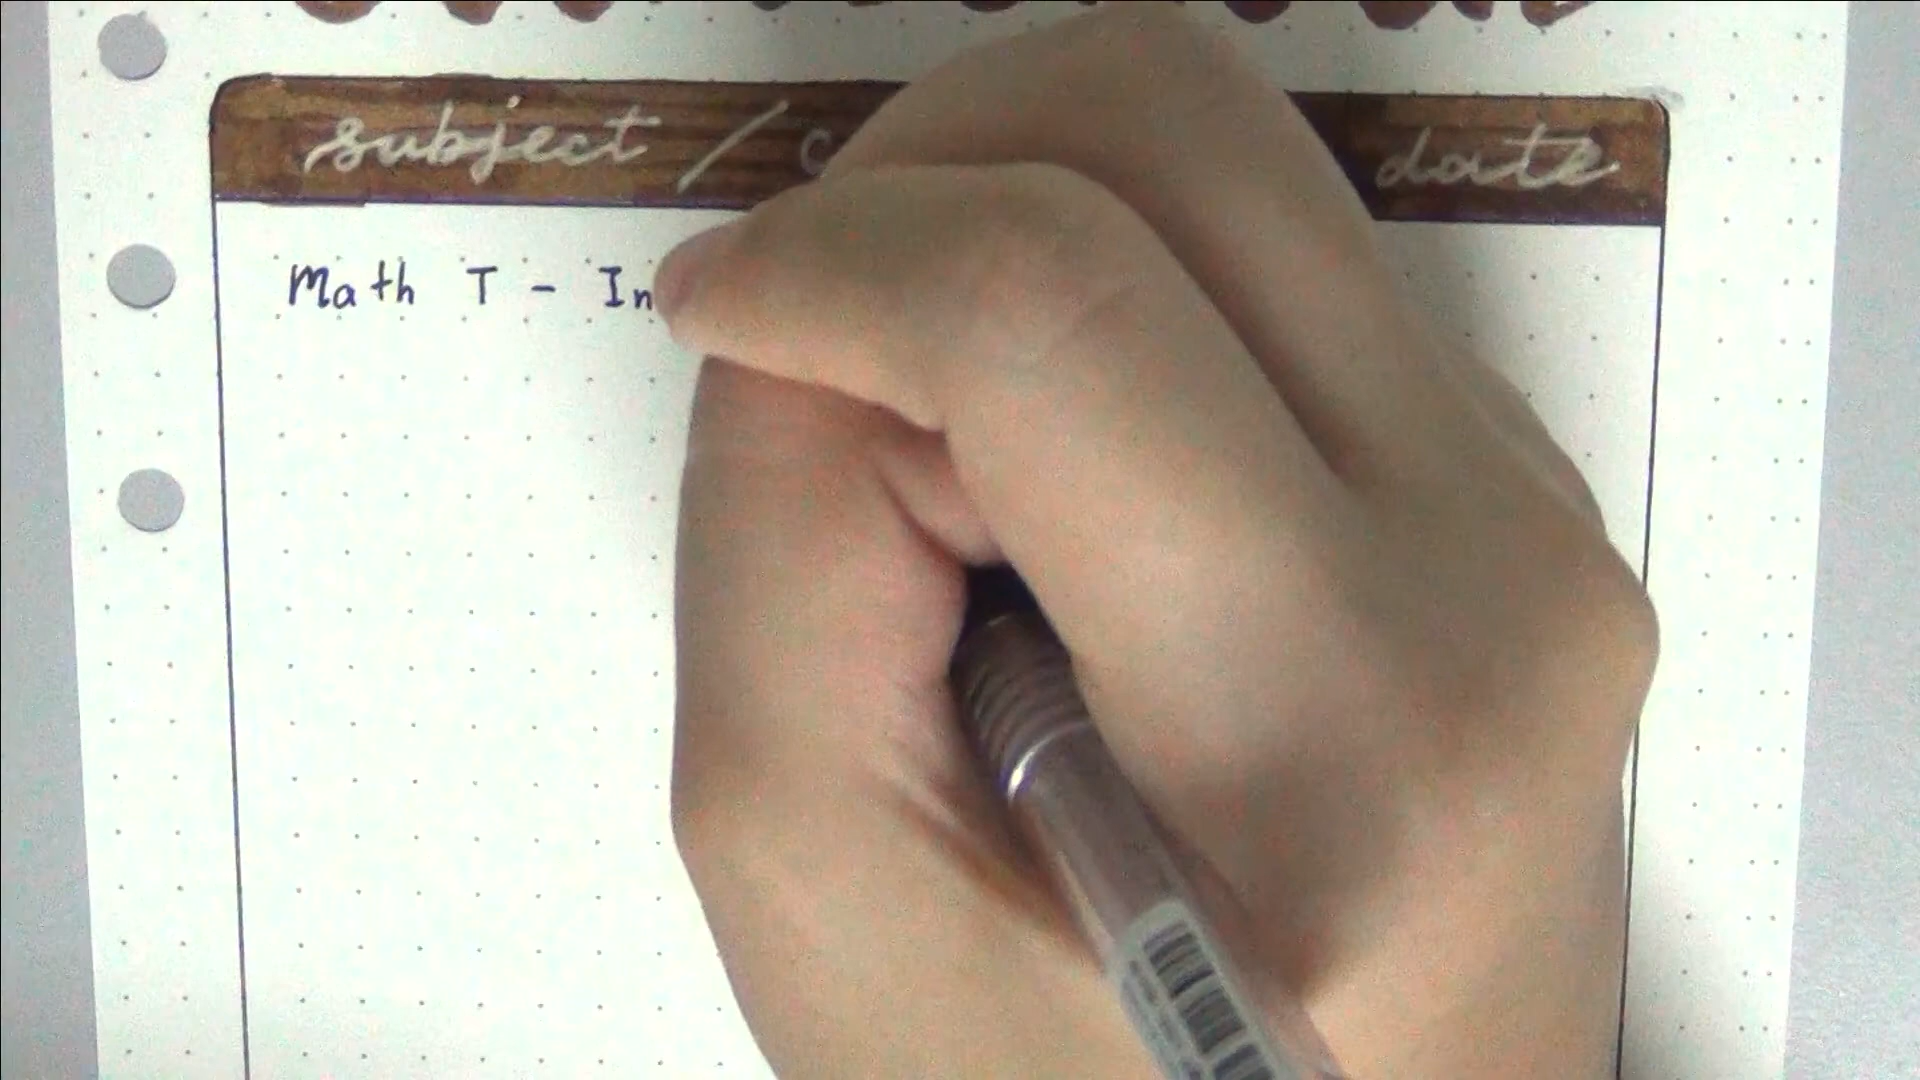 subject / date
Math T - In